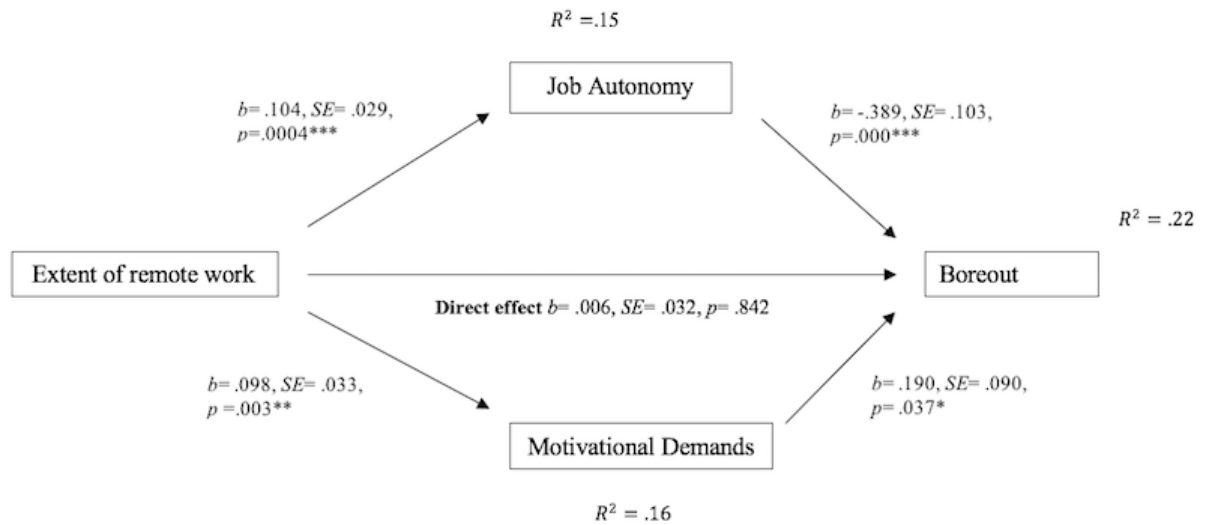 R² =.15
Job Autonomy
b= .104, SE= .029,
p=.0004***
b= -.389, SE= .103,
p=.000***
R² = .22
Extent of remote work
Boreout
Direct effect b= .006, SE= .032, p= .842
b= .098, SE= .033,
p =.003**
b= .190, SE= .090,
p= .037*
Motivational Demands
R² = .16